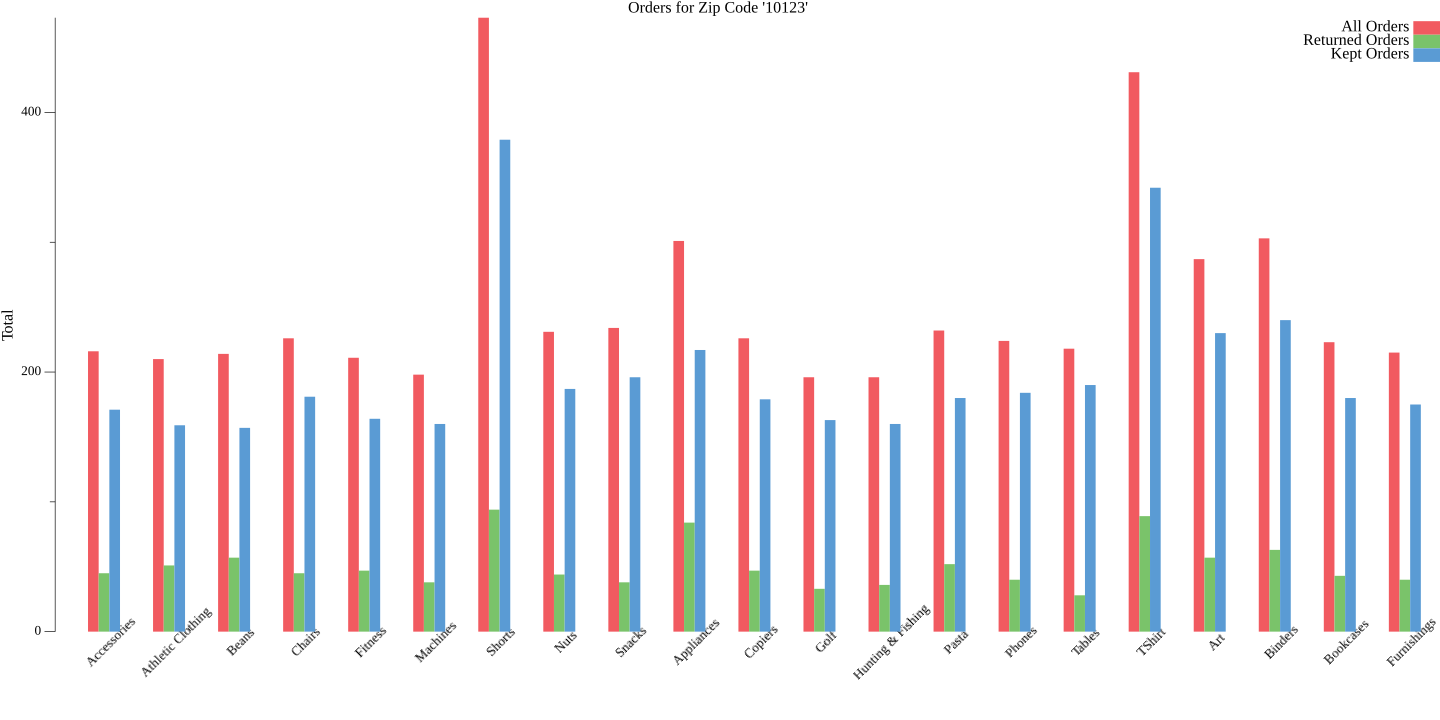 Orders for Zip Code '10123'
All Orders
Returned Orders
Kept Orders
Total
400
200
0
Accessories
Athletic Clothing
Beans
Chairs
Fitness
Machines
Shorts
Nuts
Snacks
Appliances
Copiers
Golf
Hunting & Fishing
Pasta
Phones
Tables
TShirt
Art
Binders
Bookcases
Furnishings